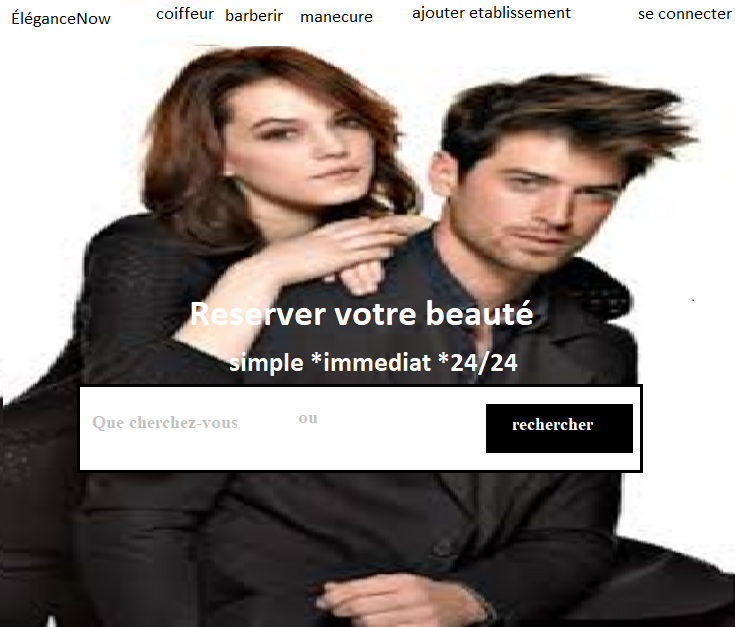 ÉléganceNow coiffeur barberir manecure ajouter etablissement se connecter
Reserver votre beauté
simple *immediat *24/24
Que cherchez-vous ou rechercher